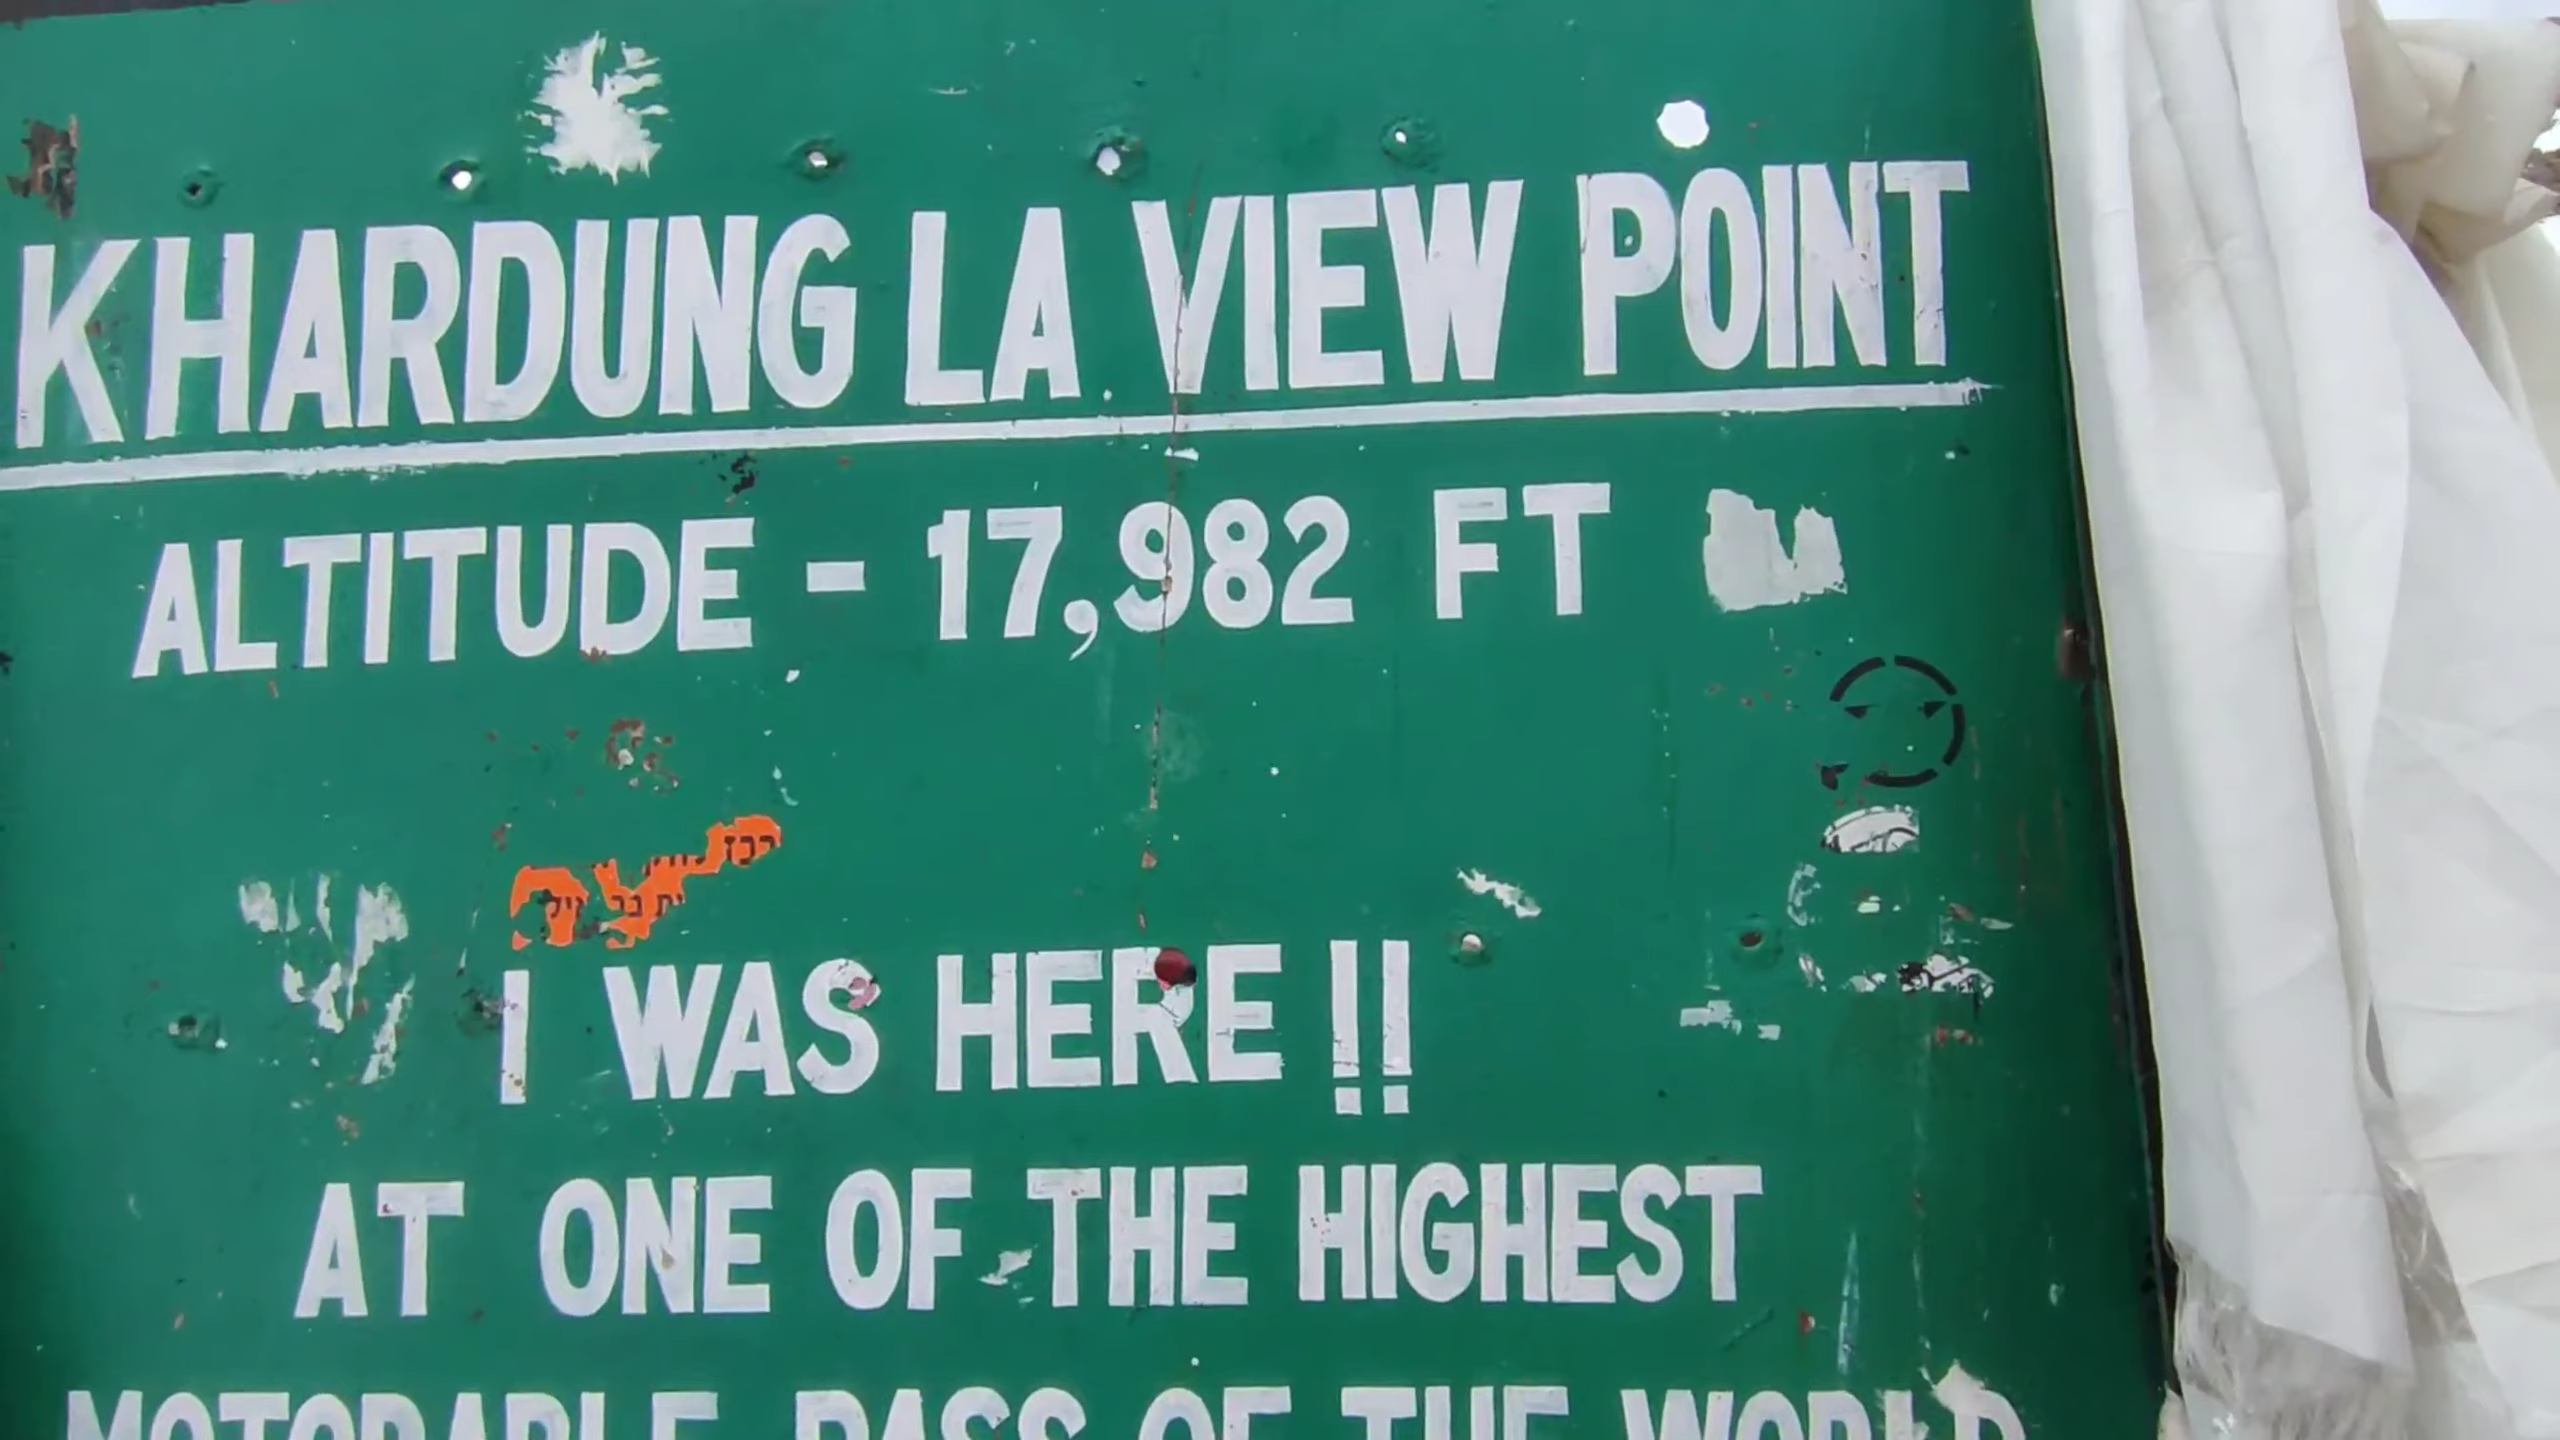 KHARDUNG LA VIEW POINT
ALTITUDE - 17,982 FT
I WAS HERE !!
AT ONE OF THE HIGHEST
MOTORABLE PASS OF THE WORLD